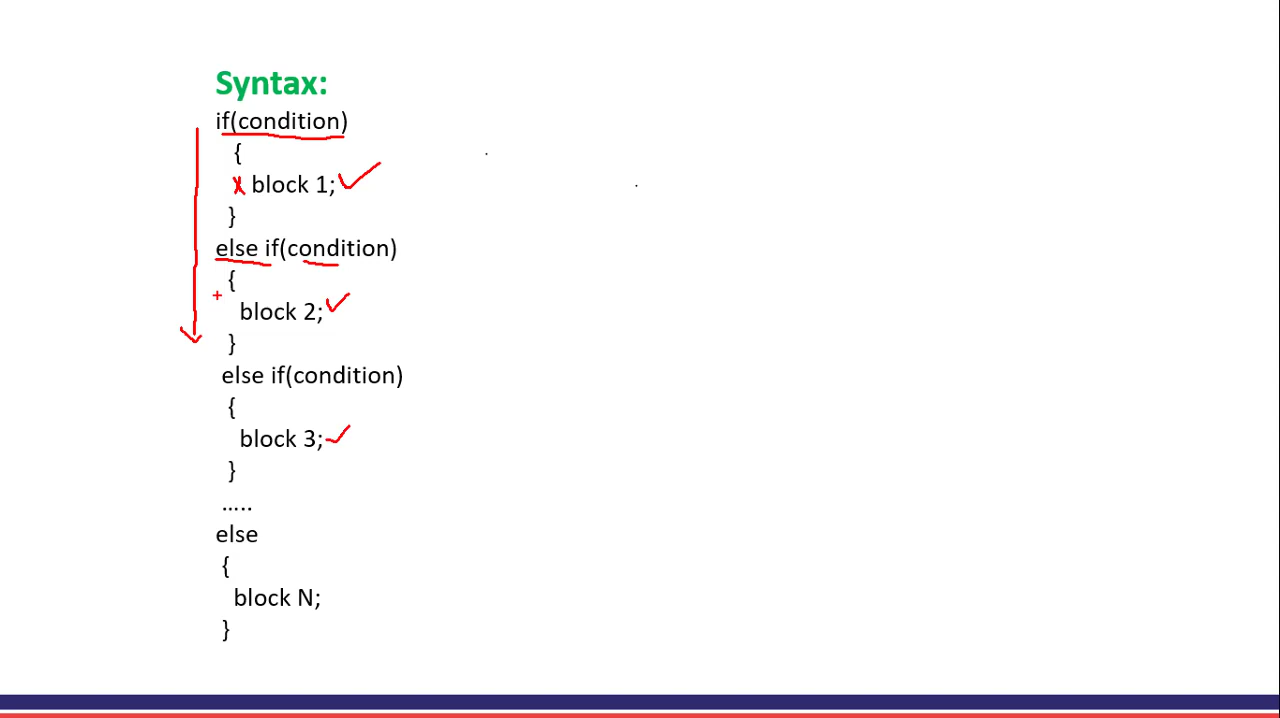 Syntax:
if(condition)
{
block 1;
}
else if(condition)
{
block 2;
}
else if(condition)
{
block 3;
}
.....
else
{
block N;
}